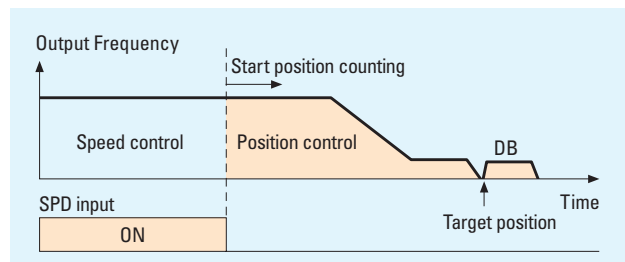 Output Frequency
Start position counting
Speed control
Position control
DB
Time
SPD input
Target position
ON